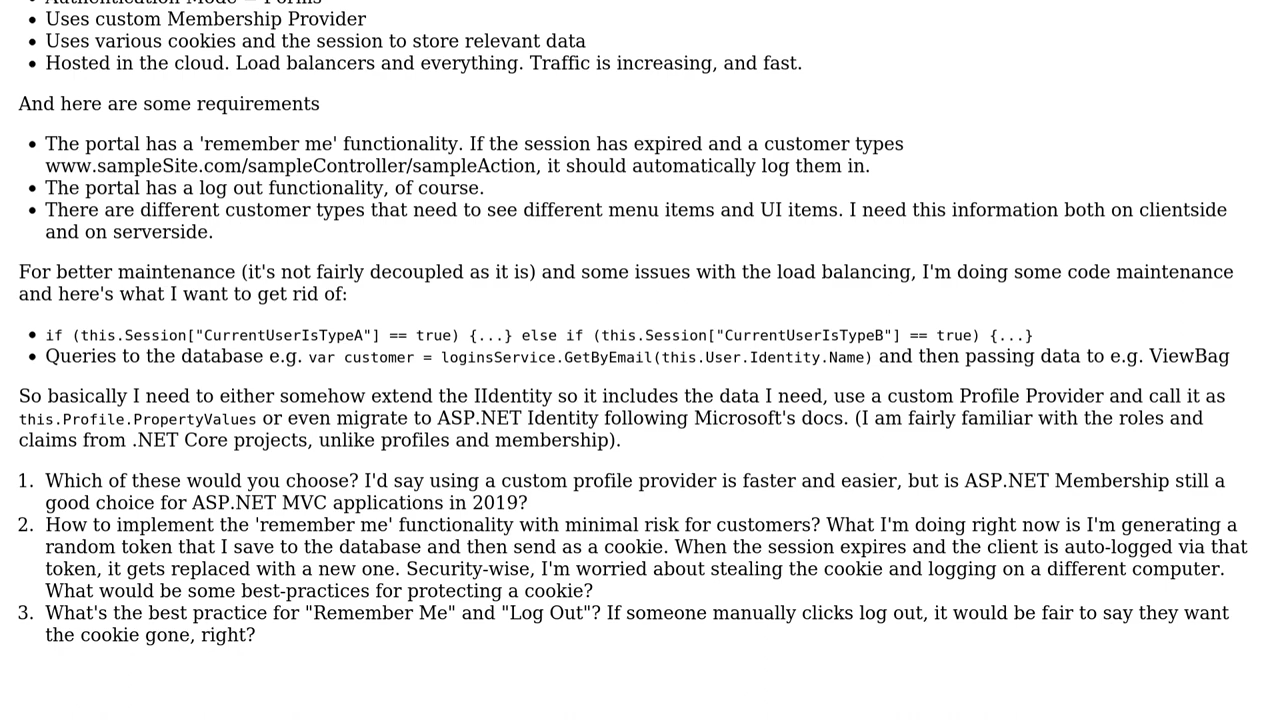 Authentication Mode = Forms
Uses custom Membership Provider
Uses various cookies and the session to store relevant data
Hosted in the cloud. Load balancers and everything. Traffic is increasing, and fast.
And here are some requirements
The portal has a 'remember me' functionality. If the session has expired and a customer types
www.sampleSite.com/sampleController/sampleAction, it should automatically log them in.
The portal has a log out functionality, of course.
There are different customer types that need to see different menu items and UI items. I need this information both on clientside
and on serverside.
For better maintenance (it's not fairly decoupled as it is) and some issues with the load balancing, I'm doing some code maintenance
and here's what I want to get rid of:
if (this.Session["CurrentUserIsTypeA"] == true) {...} else if (this.Session["CurrentUserIsTypeB"] == true) {...}
Queries to the database e.g. var customer = loginsService.GetByEmail(this.User.Identity.Name) and then passing data to e.g. ViewBag
So basically I need to either somehow extend the IIdentity so it includes the data I need, use a custom Profile Provider and call it as
this.Profile.PropertyValues or even migrate to ASP.NET Identity following Microsoft's docs. (I am fairly familiar with the roles and
claims from .NET Core projects, unlike profiles and membership).
1. Which of these would you choose? I'd say using a custom profile provider is faster and easier, but is ASP.NET Membership still a
good choice for ASP.NET MVC applications in 2019?
2. How to implement the 'remember me' functionality with minimal risk for customers? What I'm doing right now is I'm generating a
random token that I save to the database and then send as a cookie. When the session expires and the client is auto-logged via that
token, it gets replaced with a new one. Security-wise, I'm worried about stealing the cookie and logging on a different computer.
What would be some best-practices for protecting a cookie?
3. What's the best practice for "Remember Me" and "Log Out"? If someone manually clicks log out, it would be fair to say they want
the cookie gone, right?